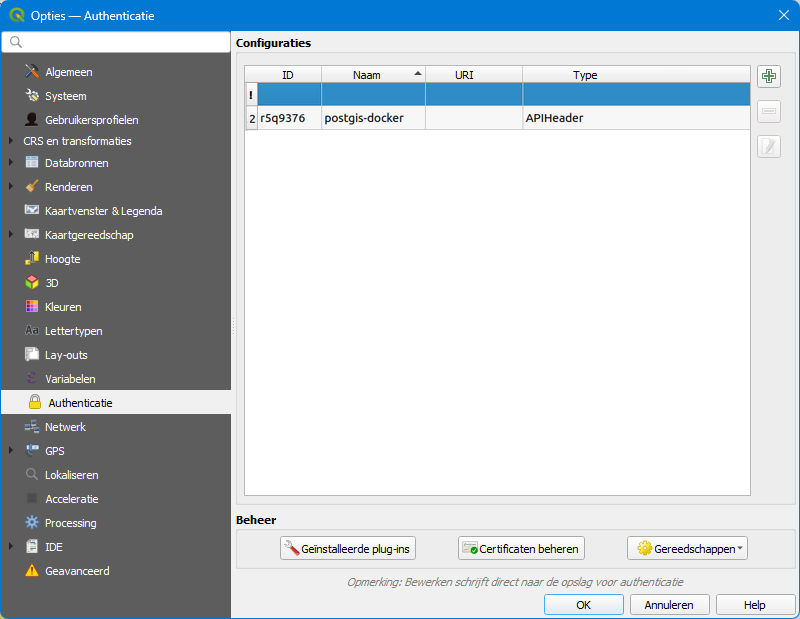 Opties — Authenticatie
Configuraties
Algemeen
Systeem
Gebruikersprofielen
CRS en transformaties
Databronnen
Renderen
Kaartvenster & Legenda
Kaartgereedschap
Hoogte
3D
Kleuren
Aa Lettertypen
Lay-outs
Variabelen
Authenticatie
Netwerk
GPS
Lokaliseren
Acceleratie
Processing
IDE
Geavanceerd
ID Naam URI Type
!
2 r5q9376 postgis-docker APIHeader
Beheer
Geïnstalleerde plug-ins Certificaten beheren Gereedschappen
Opmerking: Bewerken schrijft direct naar de opslag voor authenticatie
OK Annuleren Help